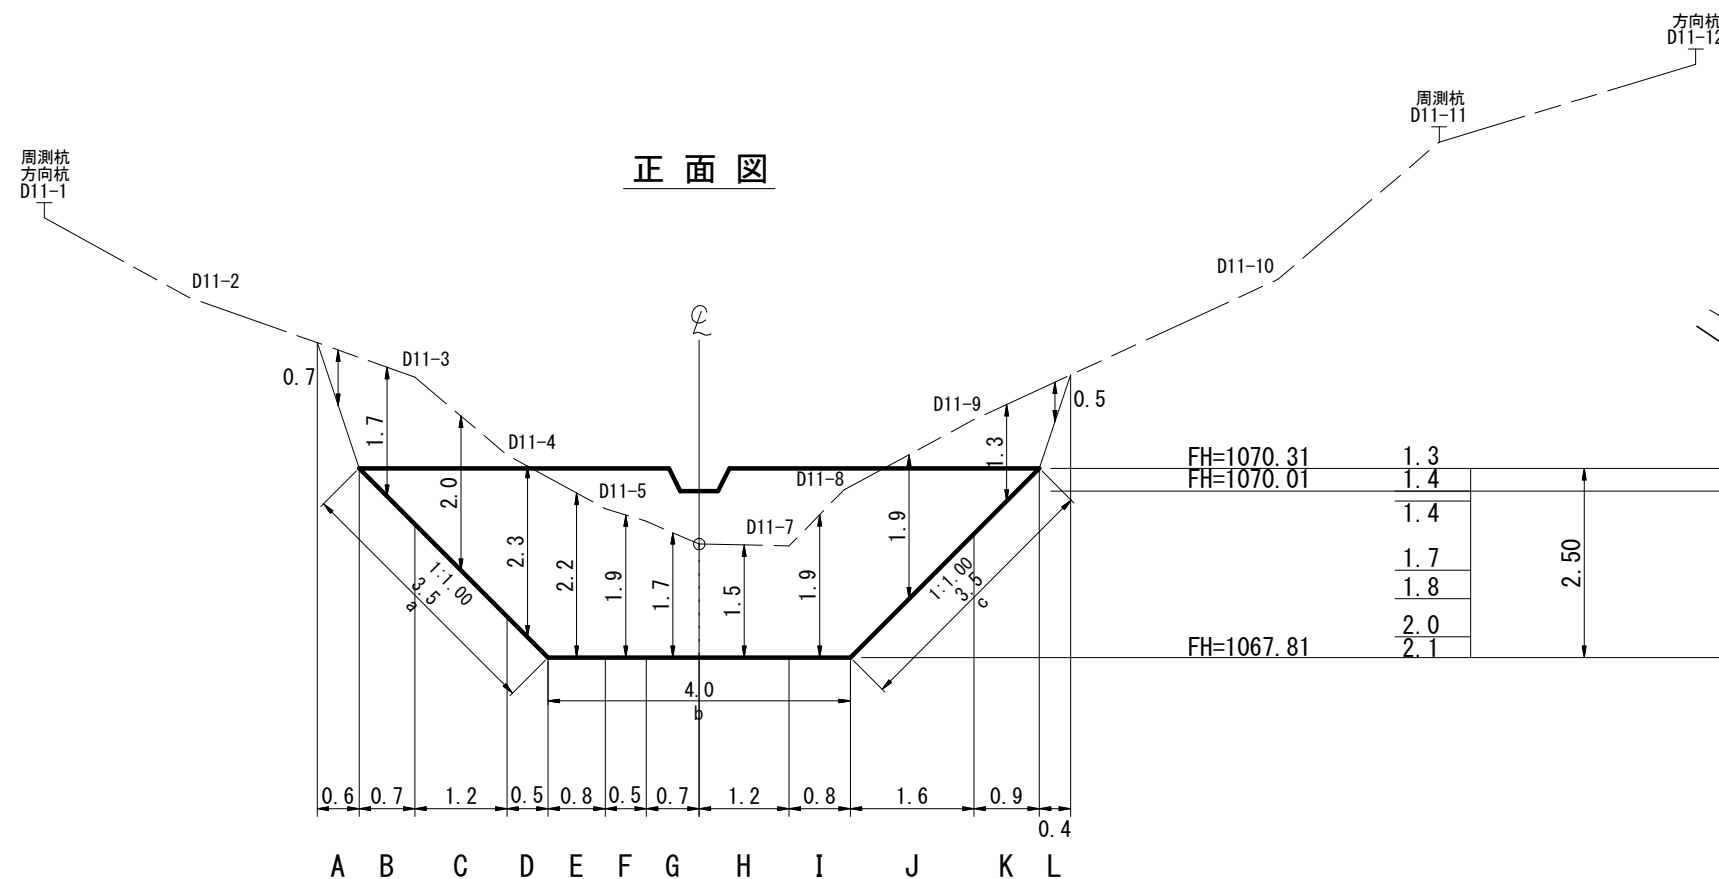 方向杭
D11-12
周測杭
D11-11
周測杭
方向杭
D11-1
正面図
D11-2
D11-10
D11-3
0.7
D11-9
0.5
1.7
D11-4
1.3
FH=1070.31 1.3
FH=1070.01 1.4
1.4
2.0
D11-5
D11-8
1.9
D11-7
2.3
2.2
1.9
1.7
1.5
1.9
1.7
1.8
2.50
2.0
FH=1067.81 2.1
1:1.00
3.5
a
1:1.00
3.5
c
4.0
b
0.6 0.7 1.2 0.5 0.8 0.5 0.7 1.2 0.8 1.6 0.9
0.4
A B C D E F G H I J K L